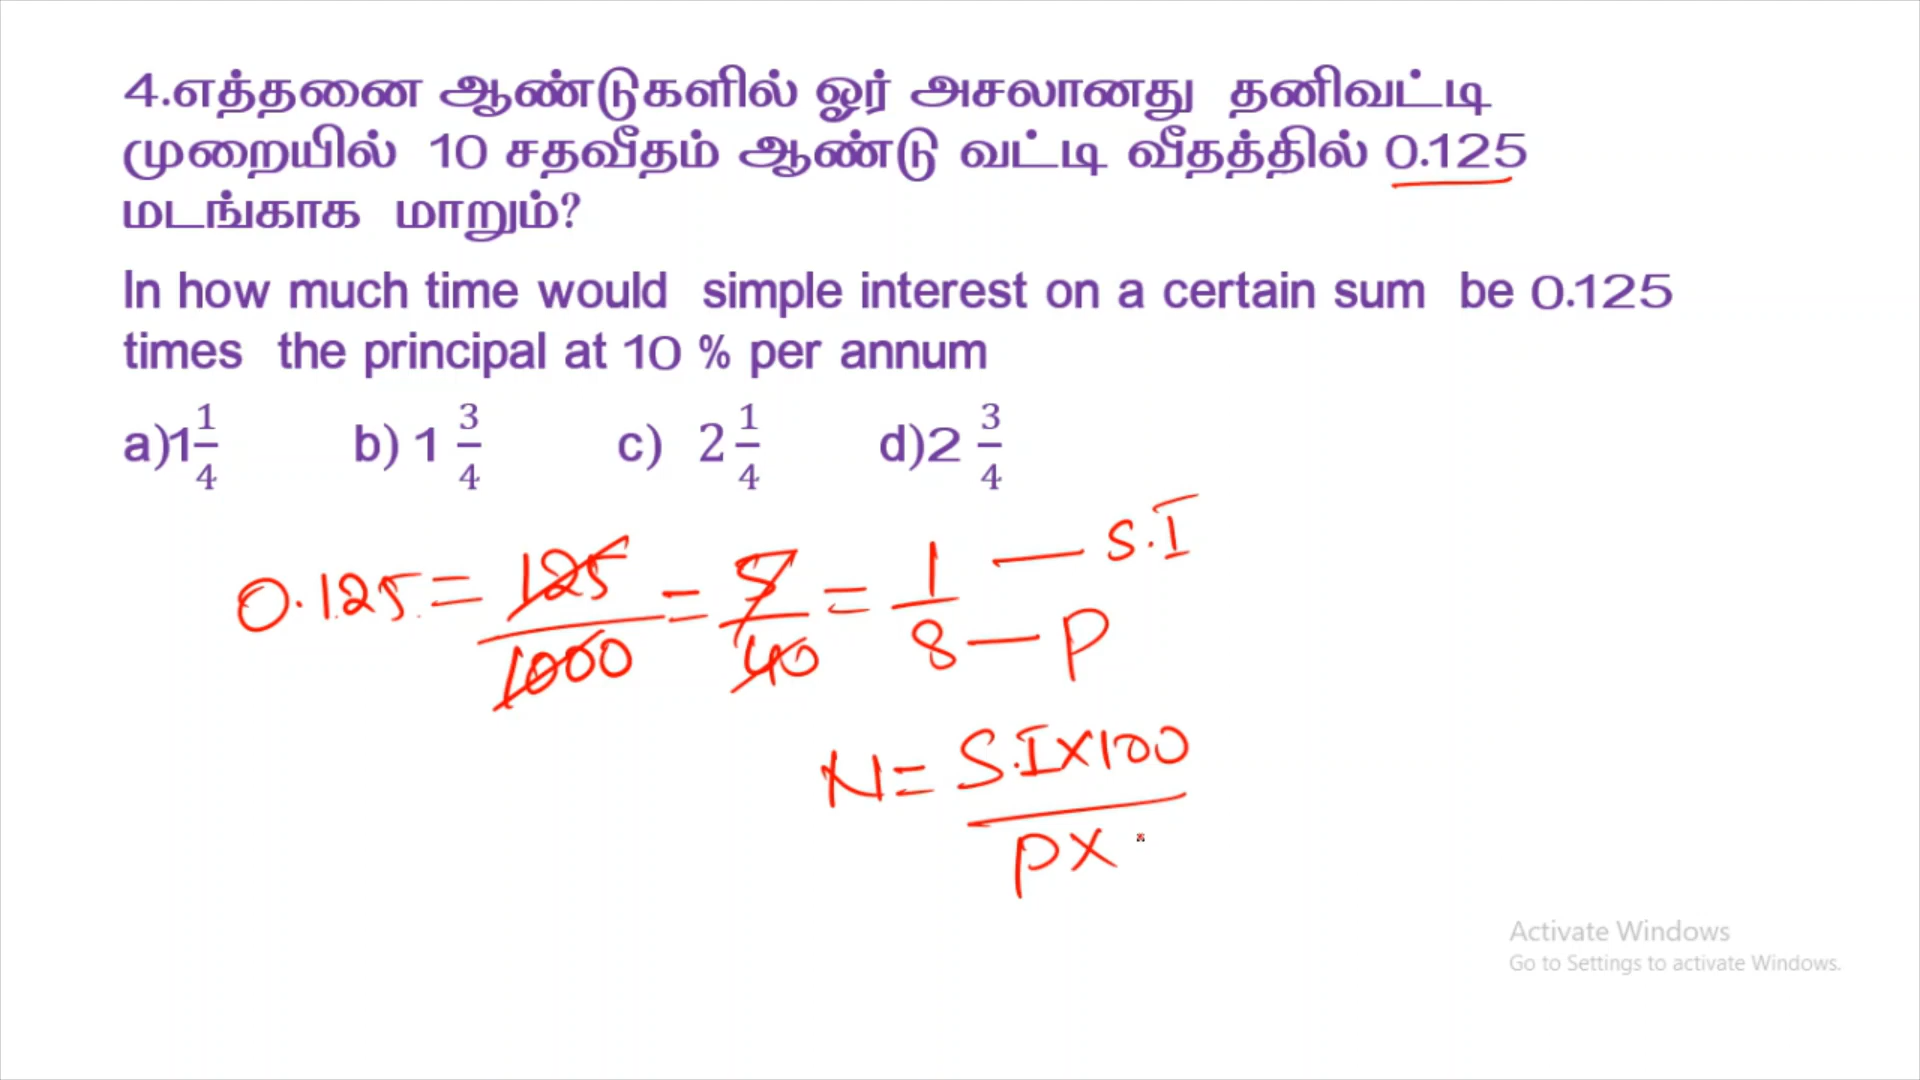 4.எத்தனை ஆண்டுகளில் ஓர் அசலானது தனிவட்டி
முறையில் 10 சதவீதம் ஆண்டு வட்டி வீதத்தில் 0.125
மடங்காக மாறும்?
In how much time would simple interest on a certain sum be 0.125
times the principal at 10 % per annum
a)1 1/4 b) 1 3/4 c) 2 1/4 d)2 3/4
0.125 = 125/1000 = 5/40 = 1/8 — S.I — P
N = S.I X 100 / P X
Activate Windows
Go to Settings to activate Windows.